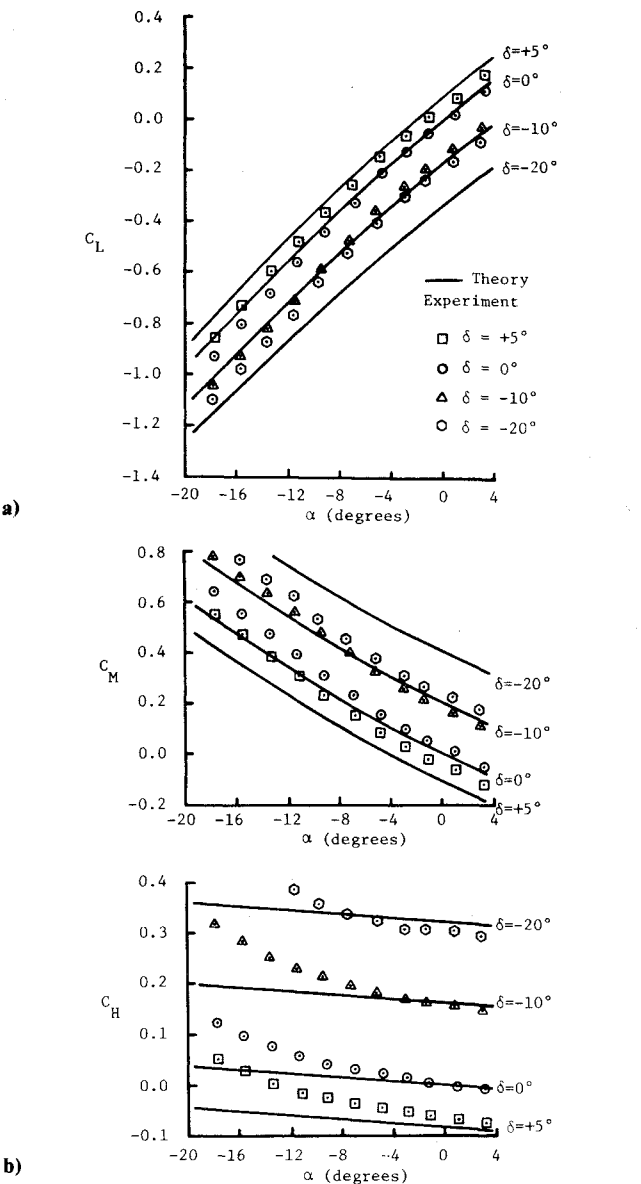 0.4
0.2
0.0
-0.2
-0.4
-0.6
-0.8
-1.0
-1.2
-1.4
C_L
δ=+5°
δ=0°
δ=-10°
δ=-20°
Theory
Experiment
δ = +5°
δ = 0°
δ = -10°
δ = -20°
-20 -16 -12 -8 -4 0 4
α (degrees)
a)
0.8
0.6
0.4
0.2
0.0
-0.2
C_M
δ=-20°
δ=-10°
δ=0°
δ=+5°
-20 -16 -12 -8 -4 0 4
α (degrees)
0.4
0.3
0.2
0.1
0.0
-0.1
C_H
δ=-20°
δ=-10°
δ=0°
δ=+5°
-20 -16 -12 -8 -4 0 4
α (degrees)
b)